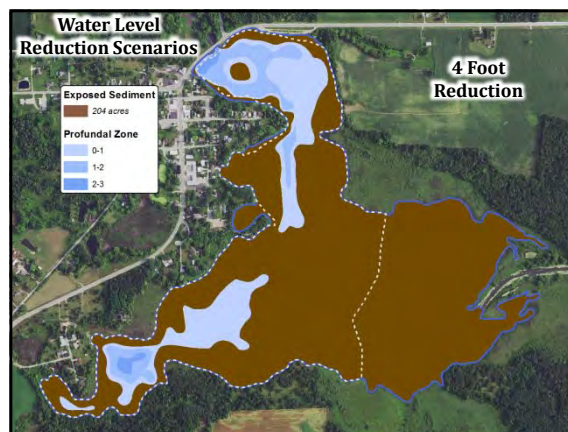 Water Level
Reduction Scenarios
4 Foot
Reduction
Exposed Sediment
204 acres
Profundal Zone
0-1
1-2
2-3